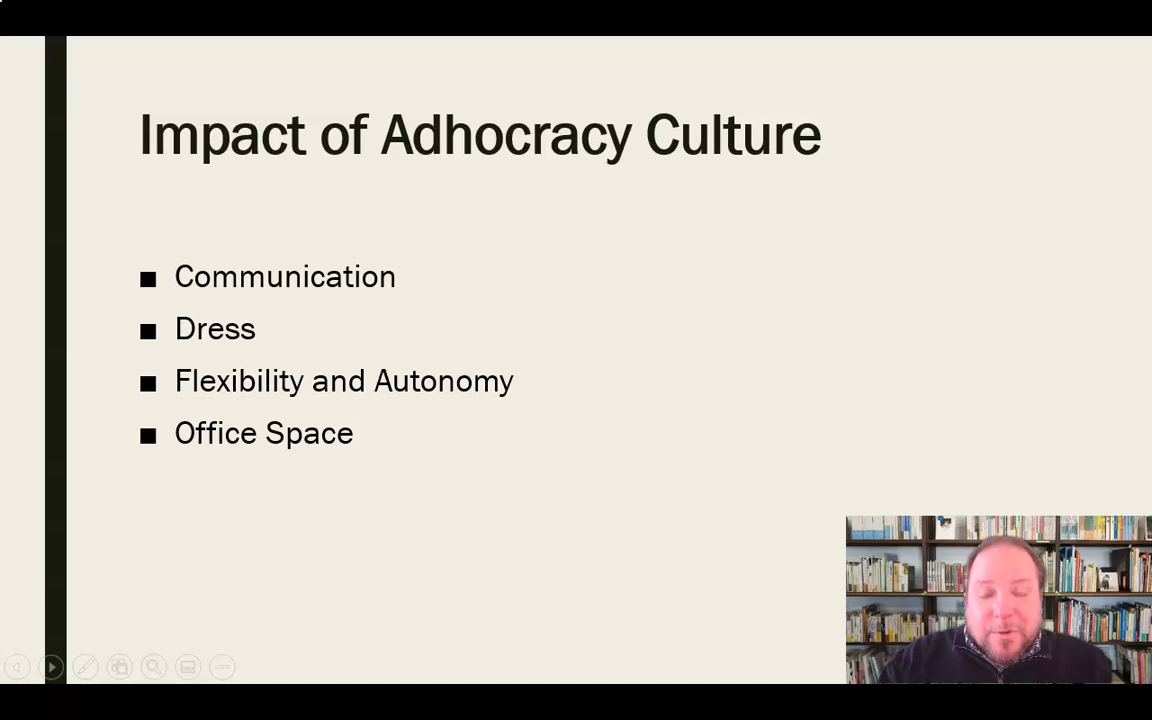 Impact of Adhocracy Culture
■ Communication
■ Dress
■ Flexibility and Autonomy
■ Office Space